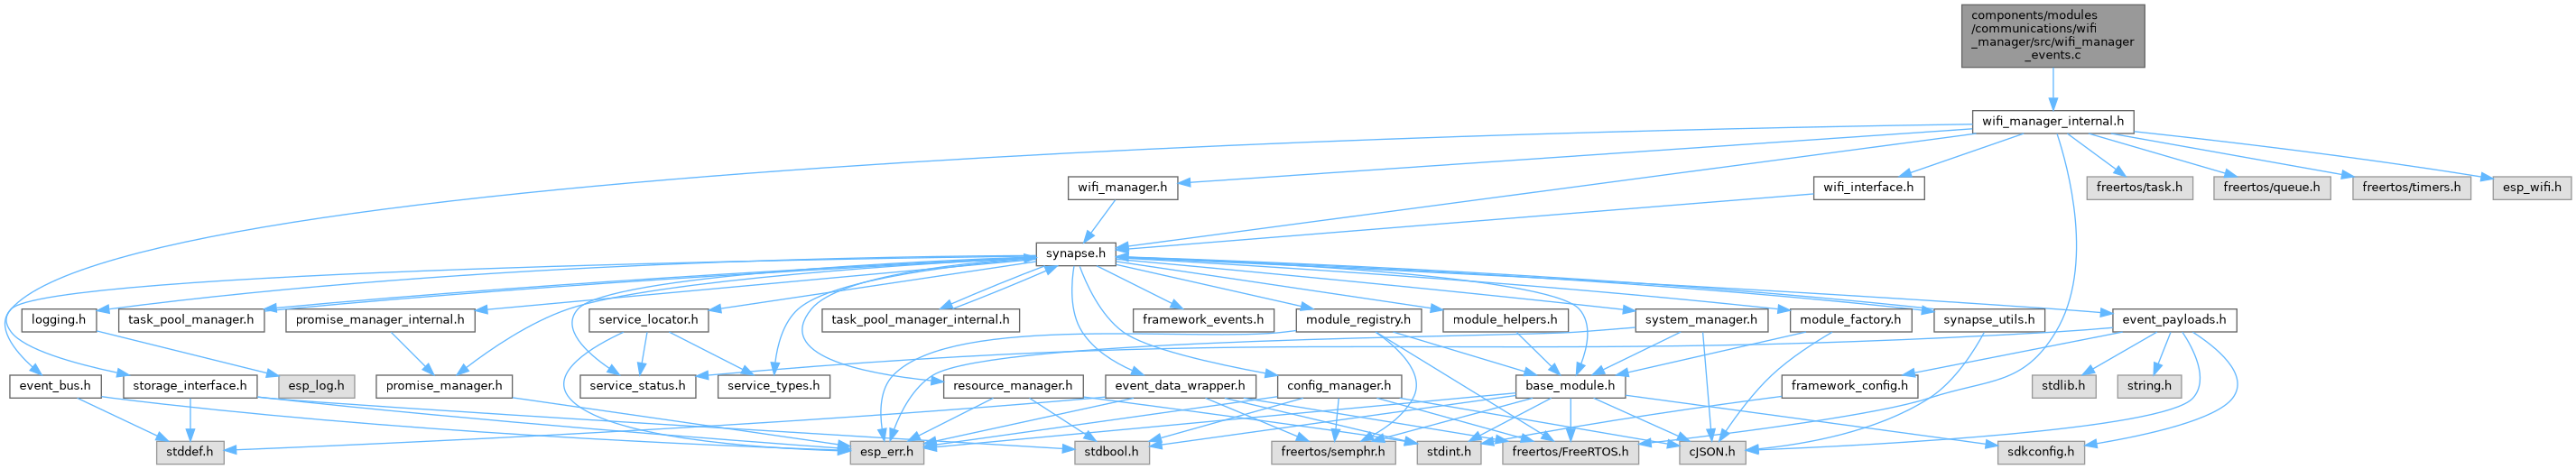 components/modules
/communications/wifi
_manager/src/wifi_manager
_events.c
wifi_manager_internal.h
wifi_manager.h
wifi_interface.h
freertos/task.h
freertos/queue.h
freertos/timers.h
esp_wifi.h
synapse.h
logging.h
task_pool_manager.h
promise_manager_internal.h
service_locator.h
task_pool_manager_internal.h
framework_events.h
module_registry.h
module_helpers.h
system_manager.h
module_factory.h
synapse_utils.h
event_payloads.h
event_bus.h
storage_interface.h
esp_log.h
promise_manager.h
service_status.h
service_types.h
resource_manager.h
event_data_wrapper.h
config_manager.h
base_module.h
framework_config.h
stdlib.h
string.h
stddef.h
esp_err.h
stdbool.h
freertos/semphr.h
stdint.h
freertos/FreeRTOS.h
cJSON.h
sdkconfig.h